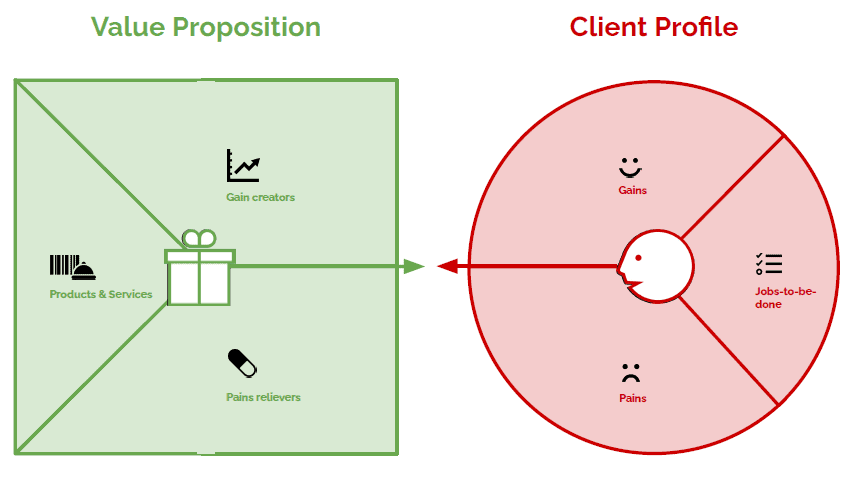 Value Proposition
Client Profile
Gain creators
Products & Services
Pains relievers
Gains
Jobs-to-be-
done
Pains